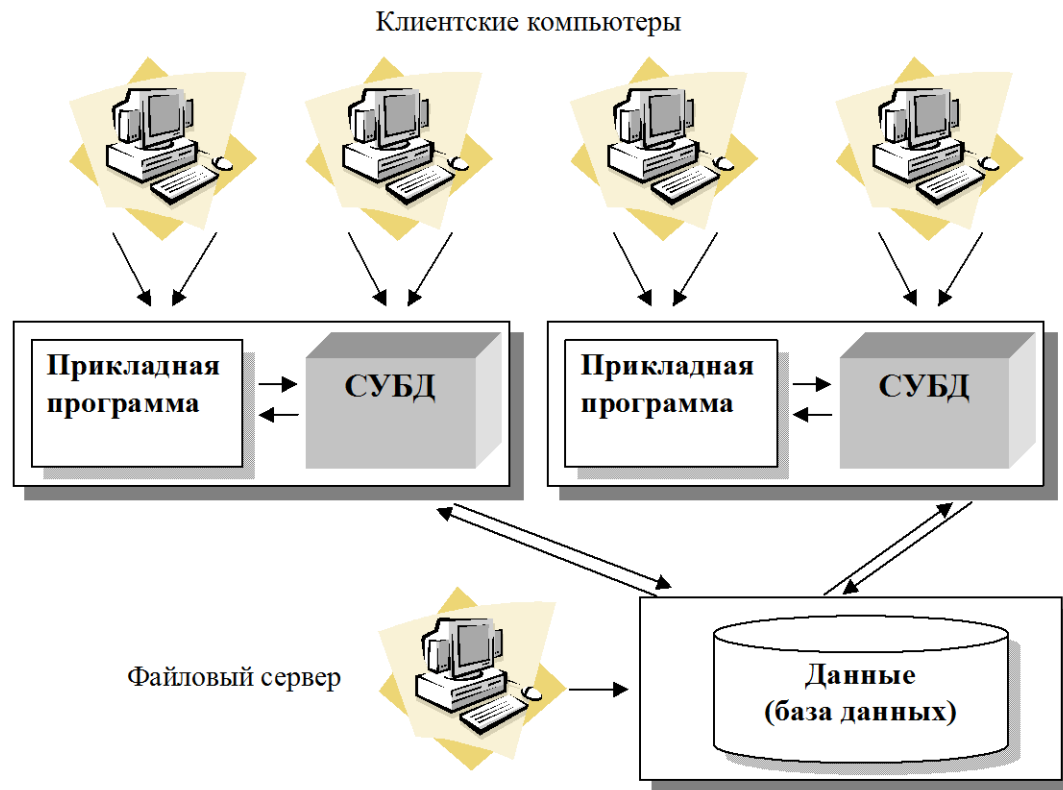 Клиентские компьютеры
Прикладная
программа
СУБД
Прикладная
программа
СУБД
Файловый сервер
Данные
(база данных)